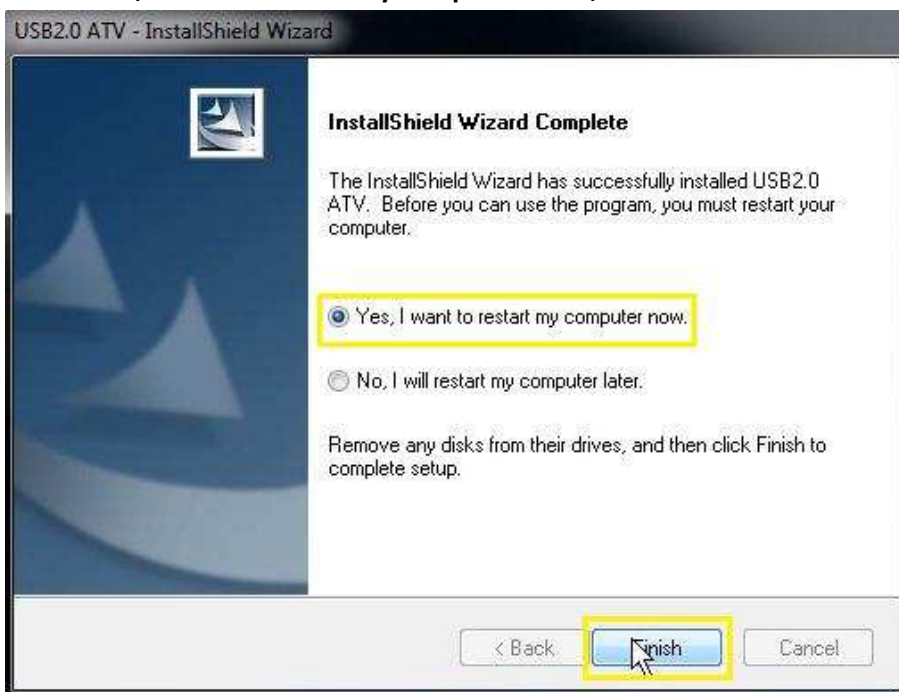 USB2.0 ATV - InstallShield Wizard
InstallShield Wizard Complete
The InstallShield Wizard has successfully installed USB2.0
ATV. Before you can use the program, you must restart your
computer.
Yes, I want to restart my computer now.
No, I will restart my computer later.
Remove any disks from their drives, and then click Finish to
complete setup.
< Back Finish Cancel